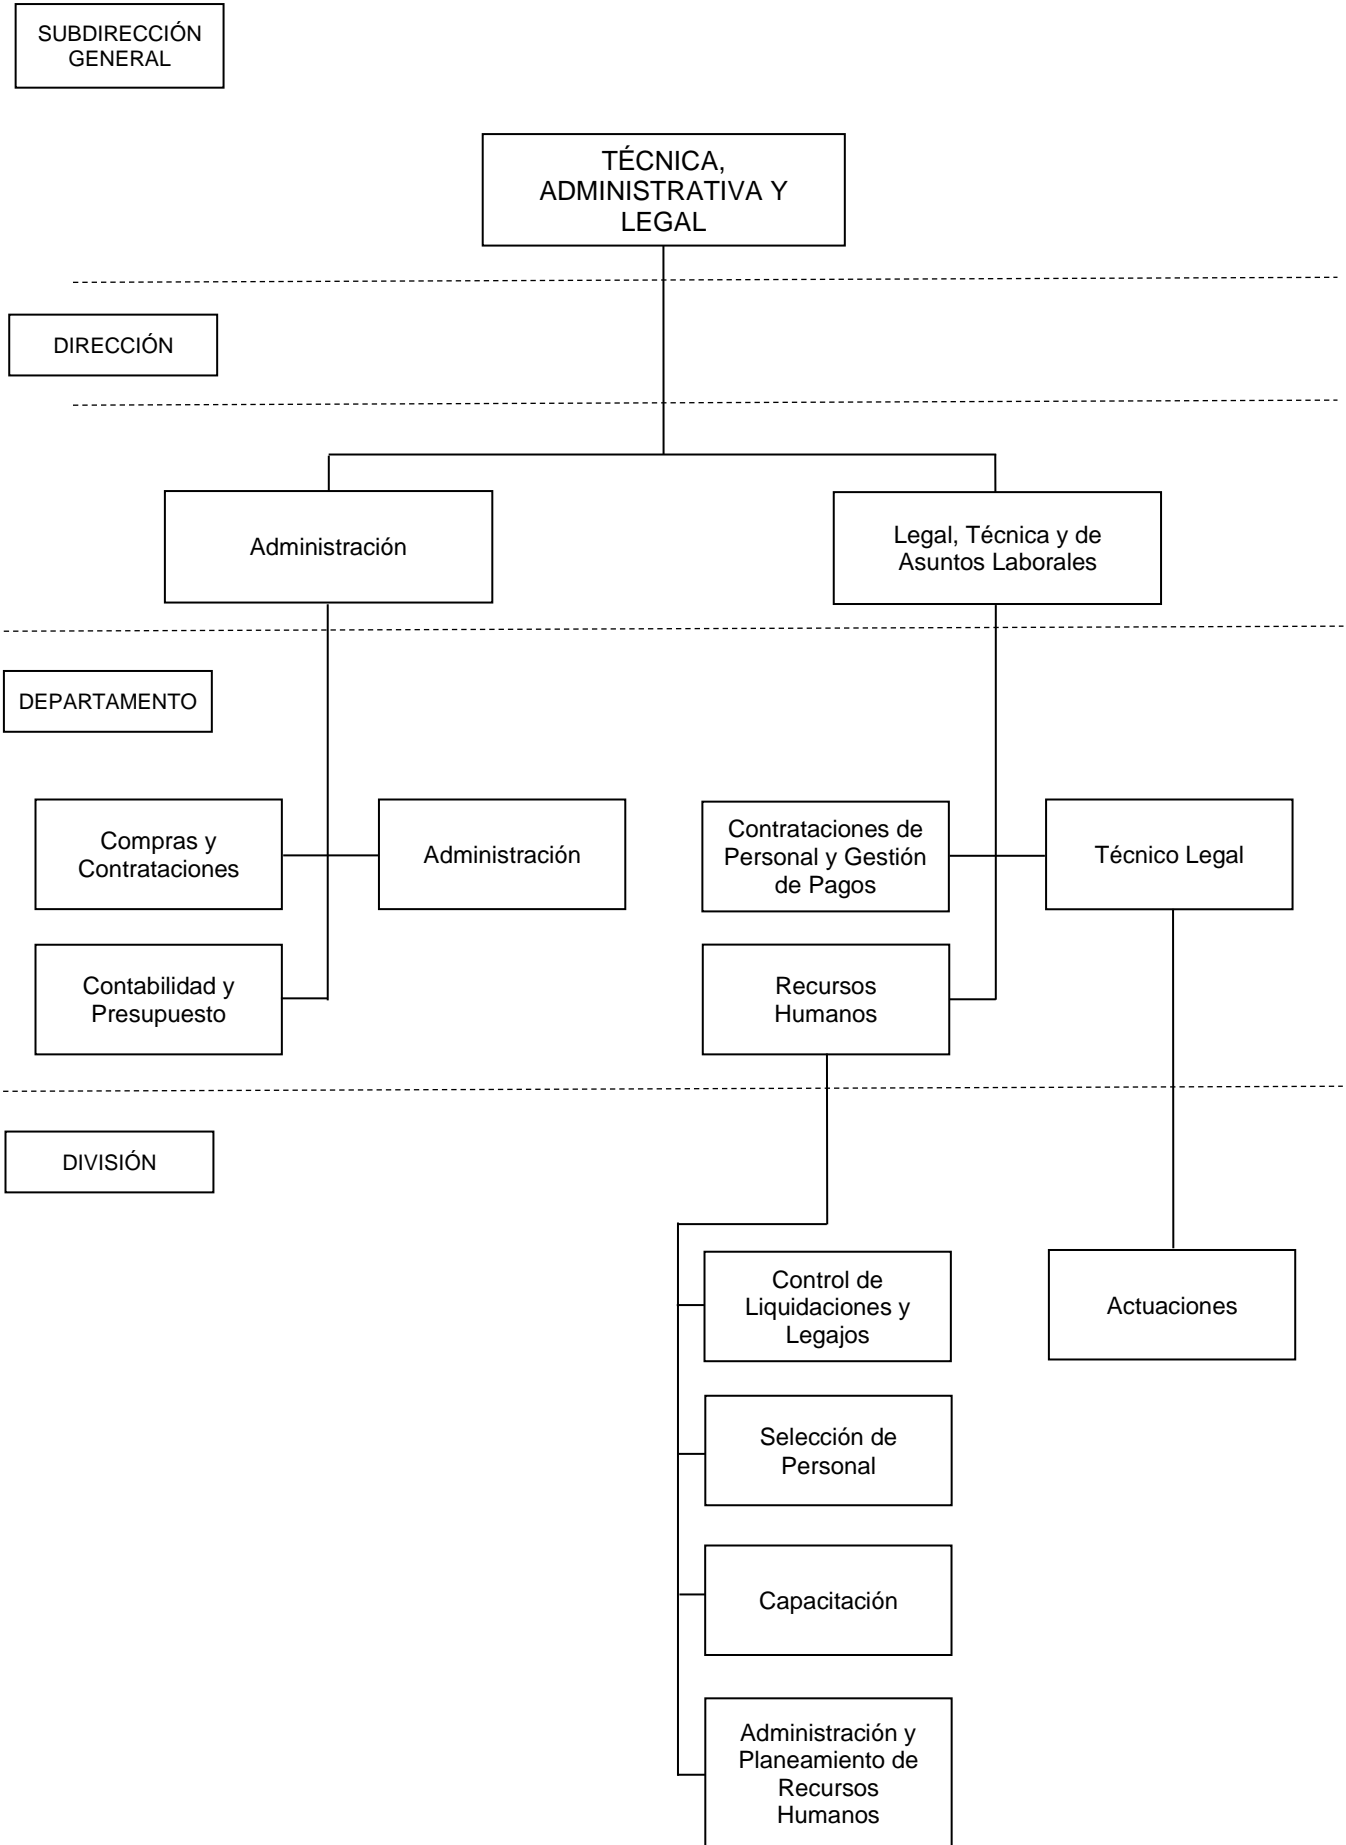 SUBDIRECCIÓN
GENERAL
TÉCNICA,
ADMINISTRATIVA Y
LEGAL
DIRECCIÓN
Administración
Legal, Técnica y de
Asuntos Laborales
DEPARTAMENTO
Compras y
Contrataciones
Administración
Contrataciones de
Personal y Gestión
de Pagos
Técnico Legal
Contabilidad y
Presupuesto
Recursos
Humanos
DIVISIÓN
Control de
Liquidaciones y
Legajos
Actuaciones
Selección de
Personal
Capacitación
Administración y
Planeamiento de
Recursos
Humanos